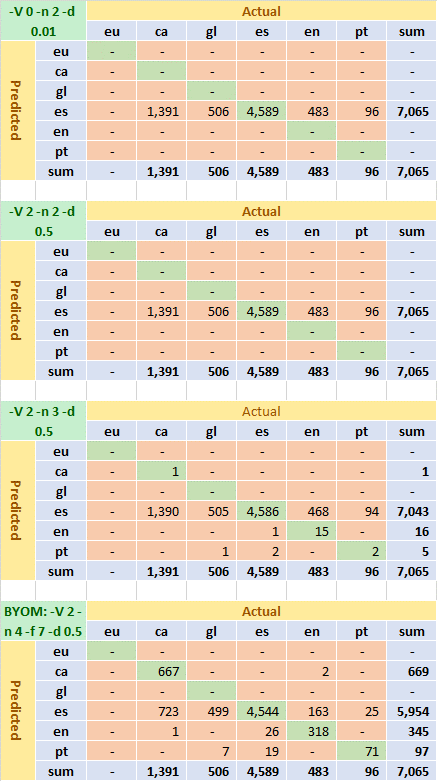 -V 0 -n 2 -d Actual
0.01 eu ca gl es en pt sum
Predicted
eu - - - - - - -
ca - - - - - - -
gl - - - - - - -
es - 1,391 506 4,589 483 96 7,065
en - - - - - - -
pt - - - - - - -
sum - 1,391 506 4,589 483 96 7,065
-V 2 -n 2 -d Actual
0.5 eu ca gl es en pt sum
Predicted
eu - - - - - - -
ca - - - - - - -
gl - - - - - - -
es - 1,391 506 4,589 483 96 7,065
en - - - - - - -
pt - - - - - - -
sum - 1,391 506 4,589 483 96 7,065
-V 2 -n 3 -d Actual
0.5 eu ca gl es en pt sum
Predicted
eu - - - - - - -
ca - 1 - - - - 1
gl - - - - - - -
es - 1,390 505 4,586 468 94 7,043
en - - - 1 15 - 16
pt - - 1 2 - 2 5
sum - 1,391 506 4,589 483 96 7,065
BYOM: -V 2 - Actual
n 4 -f 7 -d 0.5 eu ca gl es en pt sum
Predicted
eu - - - - - - -
ca - 667 - - 2 - 669
gl - - - - - - -
es - 723 499 4,544 163 25 5,954
en - 1 - 26 318 - 345
pt - - 7 19 - 71 97
sum - 1,391 506 4,589 483 96 7,065